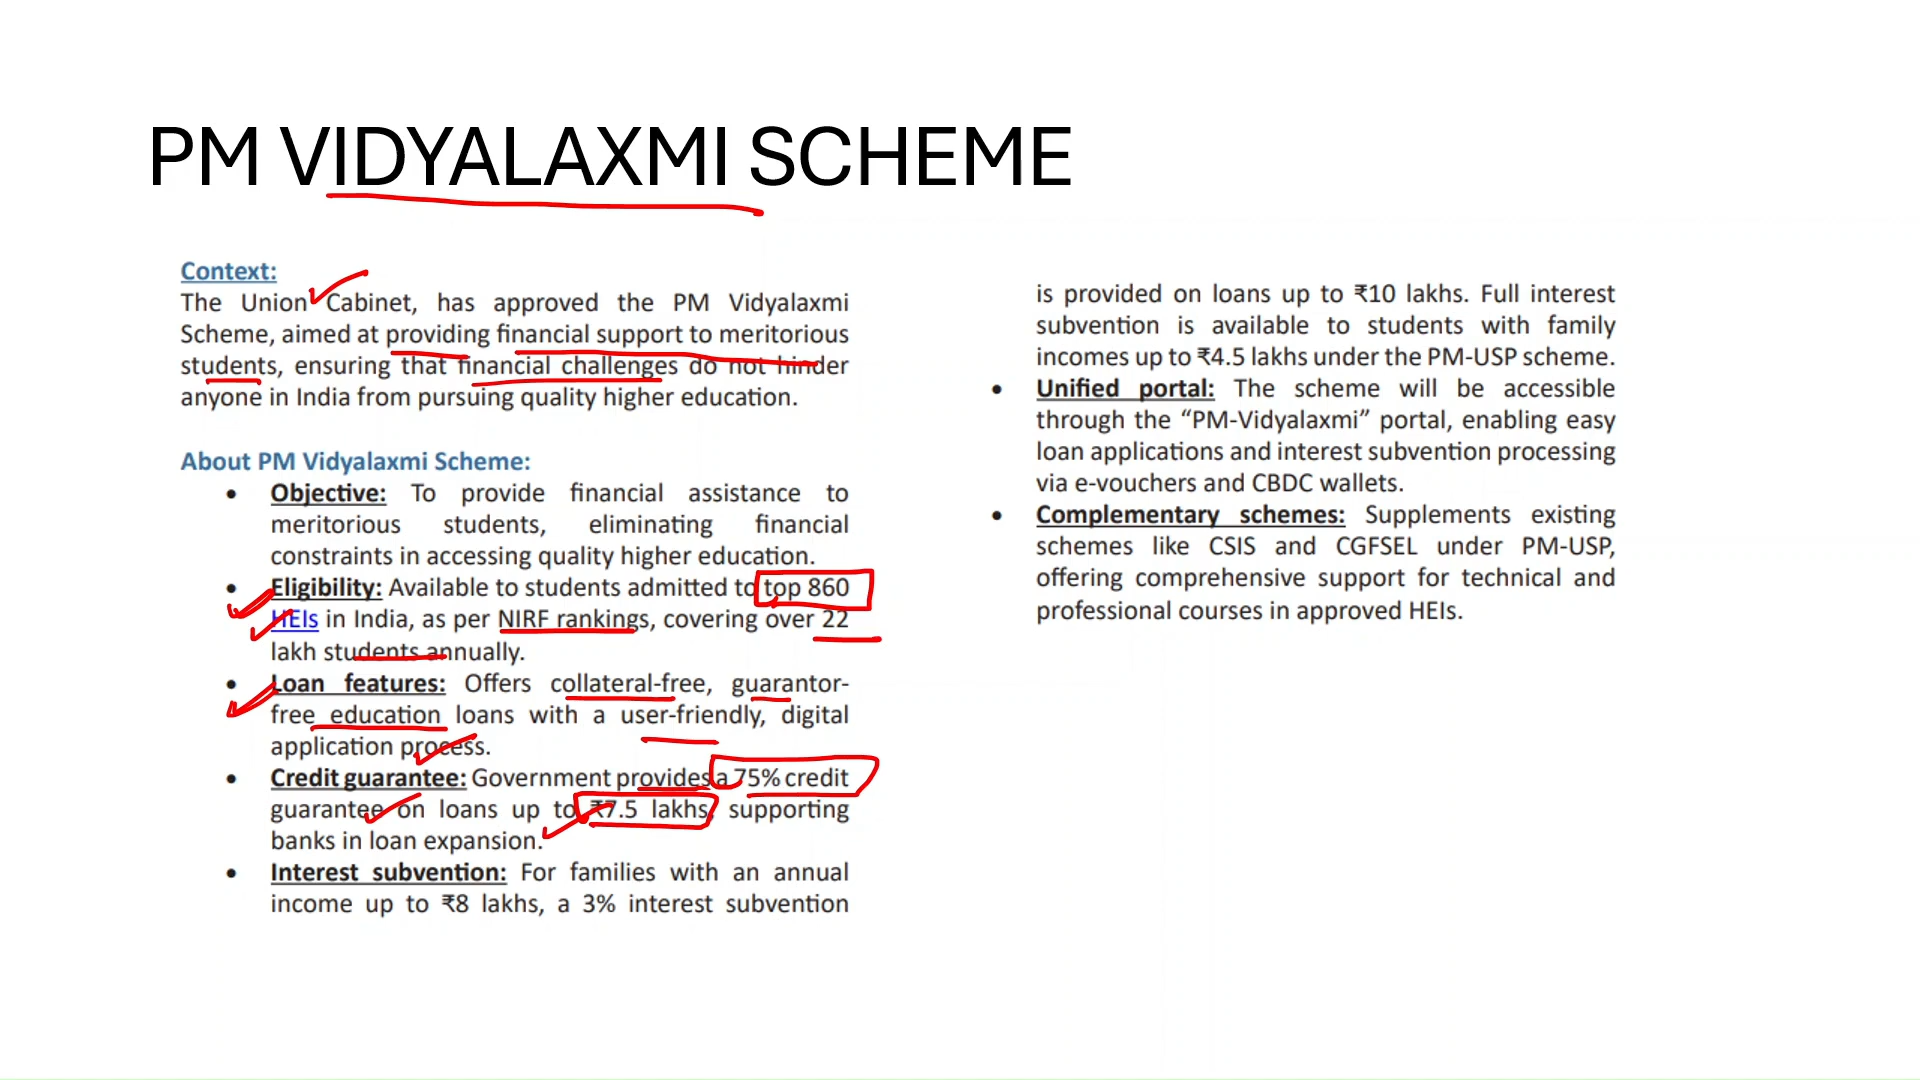 PM VIDYALAXMI SCHEME
Context:
The Union Cabinet, has approved the PM Vidyalaxmi
Scheme, aimed at providing financial support to meritorious
students, ensuring that financial challenges do not hinder
anyone in India from pursuing quality higher education.
About PM Vidyalaxmi Scheme:
• Objective: To provide financial assistance to
meritorious students, eliminating financial
constraints in accessing quality higher education.
• Eligibility: Available to students admitted to top 860
HEIs in India, as per NIRF rankings, covering over 22
lakh students annually.
• Loan features: Offers collateral-free, guarantor-
free education loans with a user-friendly, digital
application process.
• Credit guarantee: Government provides a 75% credit
guarantee on loans up to ₹7.5 lakhs, supporting
banks in loan expansion.
• Interest subvention: For families with an annual
income up to ₹8 lakhs, a 3% interest subvention
is provided on loans up to ₹10 lakhs. Full interest
subvention is available to students with family
incomes up to ₹4.5 lakhs under the PM-USP scheme.
• Unified portal: The scheme will be accessible
through the “PM-Vidyalaxmi” portal, enabling easy
loan applications and interest subvention processing
via e-vouchers and CBDC wallets.
• Complementary schemes: Supplements existing
schemes like CSIS and CGFSEL under PM-USP,
offering comprehensive support for technical and
professional courses in approved HEIs.